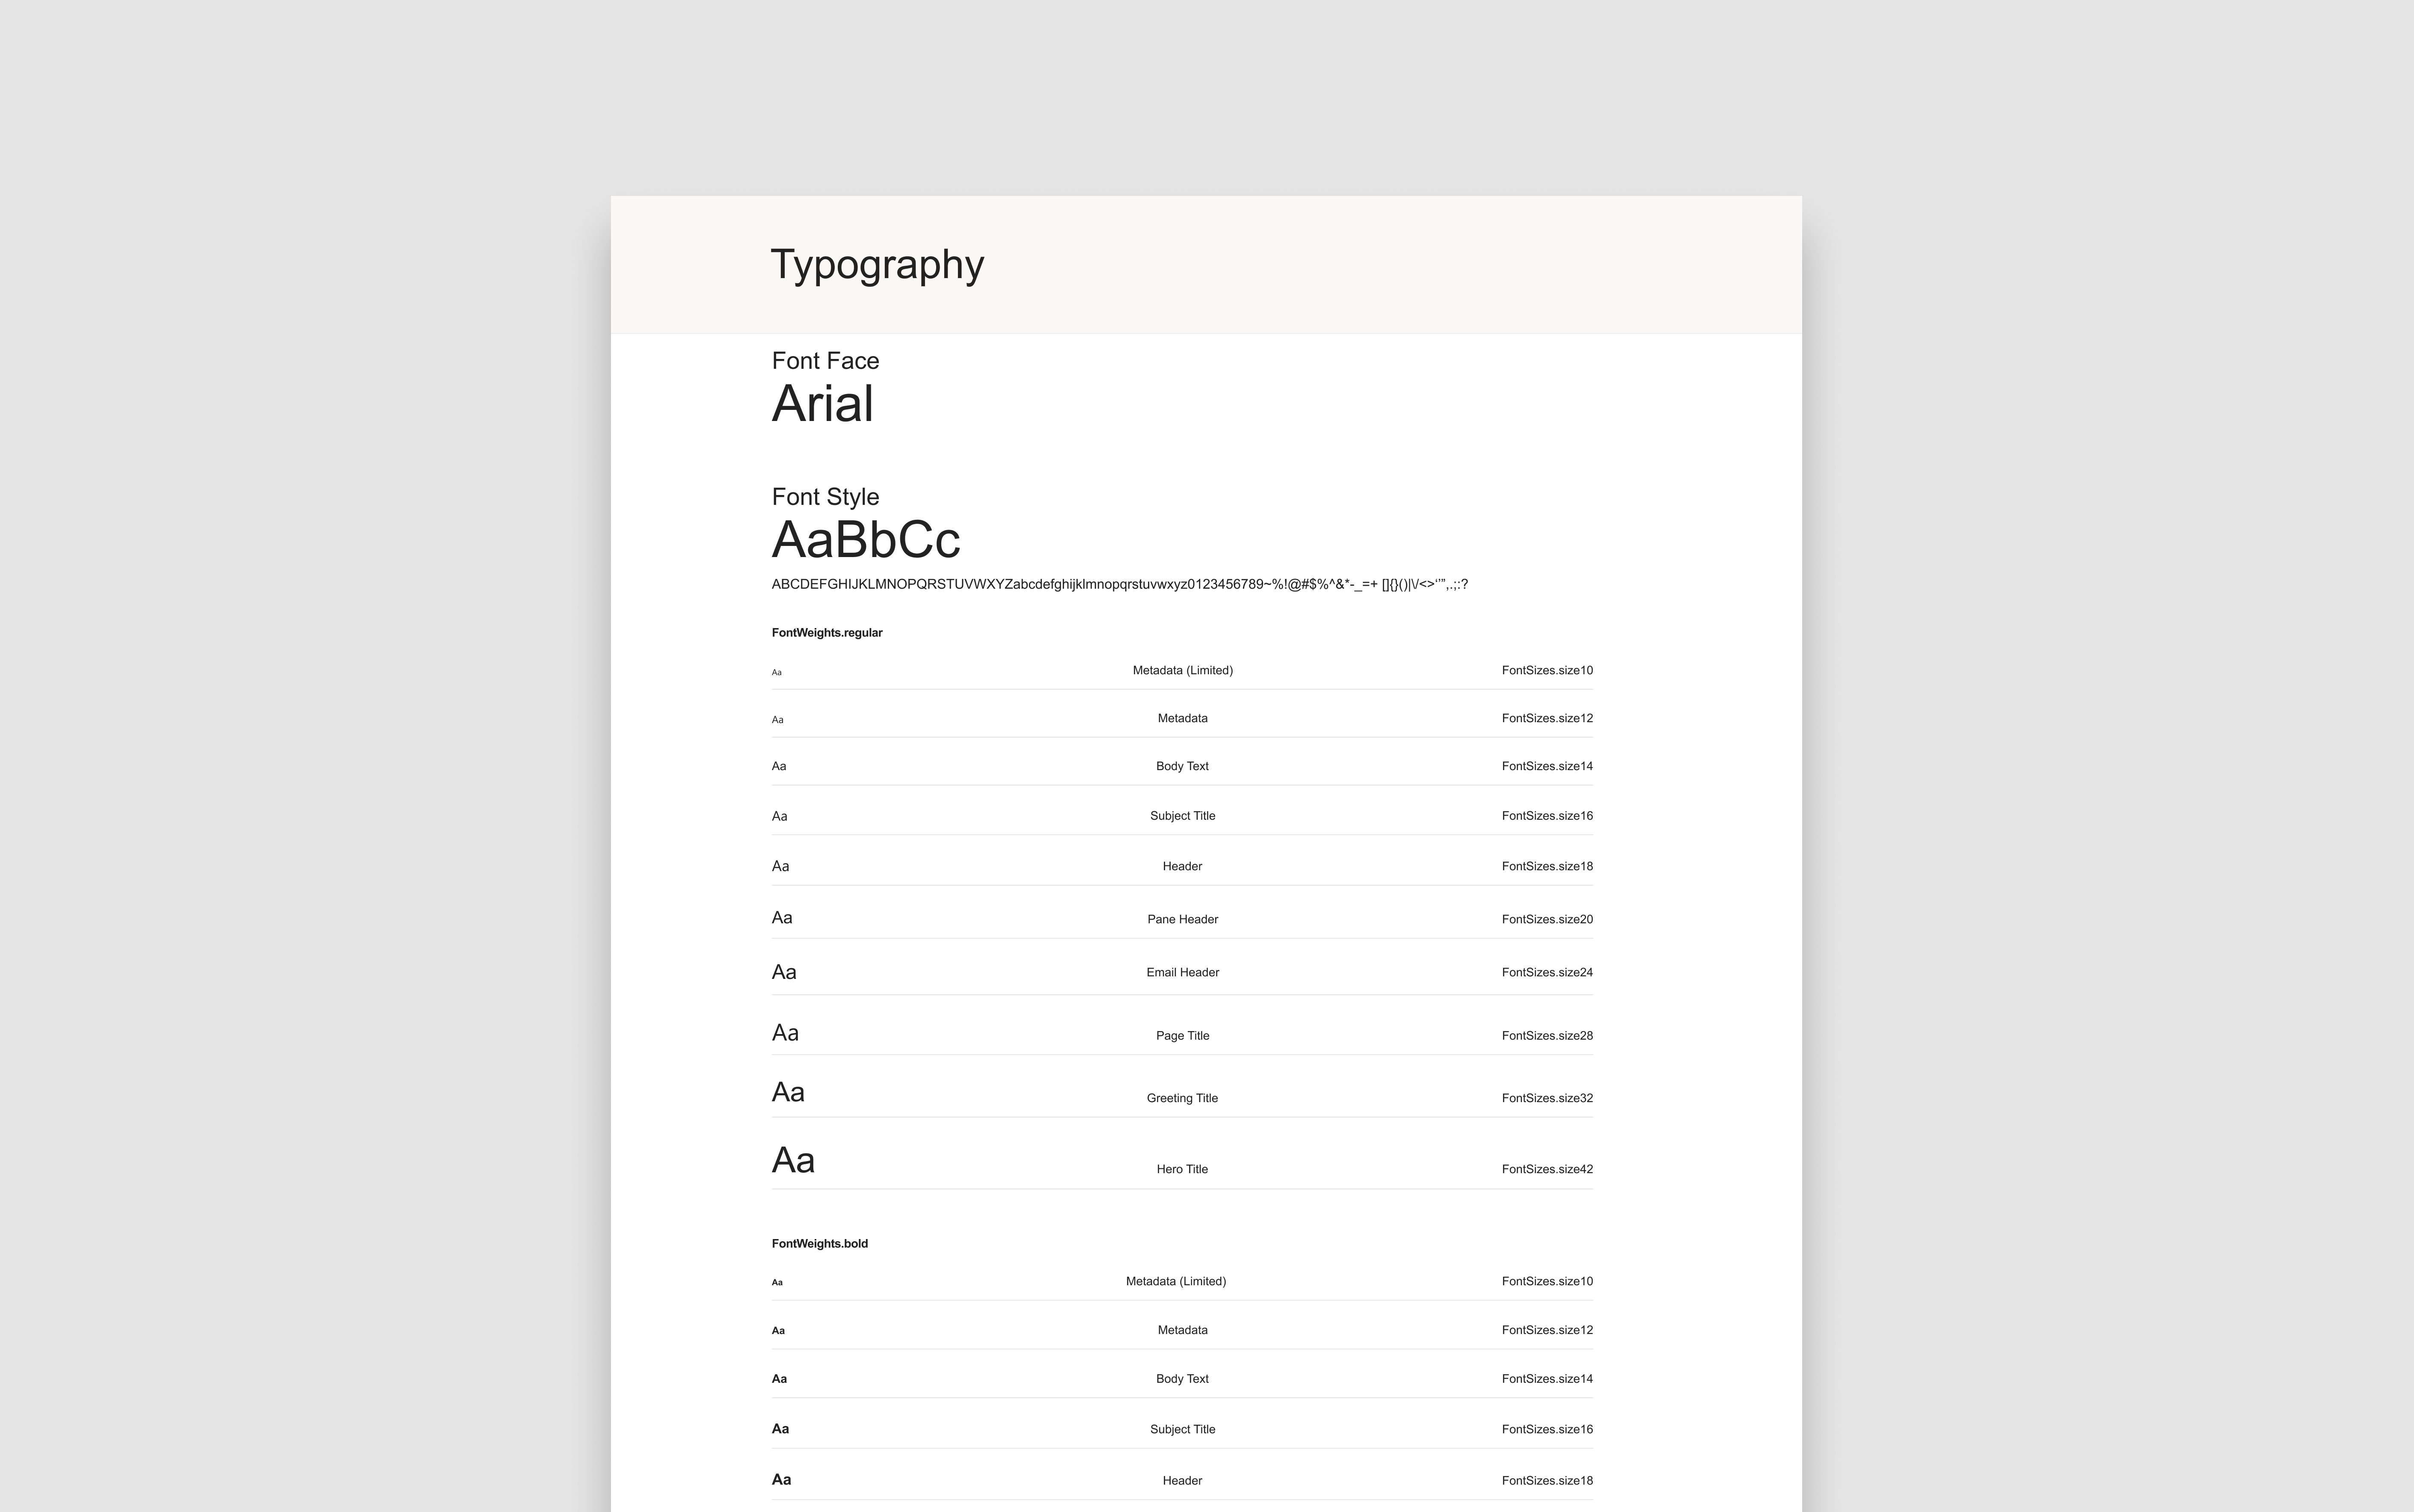 Typography
Font Face
Arial
Font Style
AaBbCc
ABCDEFGHIJKLMNOPQRSTUVWXYZabcdefghijklmnopqrstuvwxyz0123456789~%!@#$%^&*-_=+ []{}()|\/<>‘’”,.;:?
FontWeights.regular
Aa Metadata (Limited) FontSizes.size10
Aa Metadata FontSizes.size12
Aa Body Text FontSizes.size14
Aa Subject Title FontSizes.size16
Aa Header FontSizes.size18
Aa Pane Header FontSizes.size20
Aa Email Header FontSizes.size24
Aa Page Title FontSizes.size28
Aa Greeting Title FontSizes.size32
Aa Hero Title FontSizes.size42
FontWeights.bold
Aa Metadata (Limited) FontSizes.size10
Aa Metadata FontSizes.size12
Aa Body Text FontSizes.size14
Aa Subject Title FontSizes.size16
Aa Header FontSizes.size18